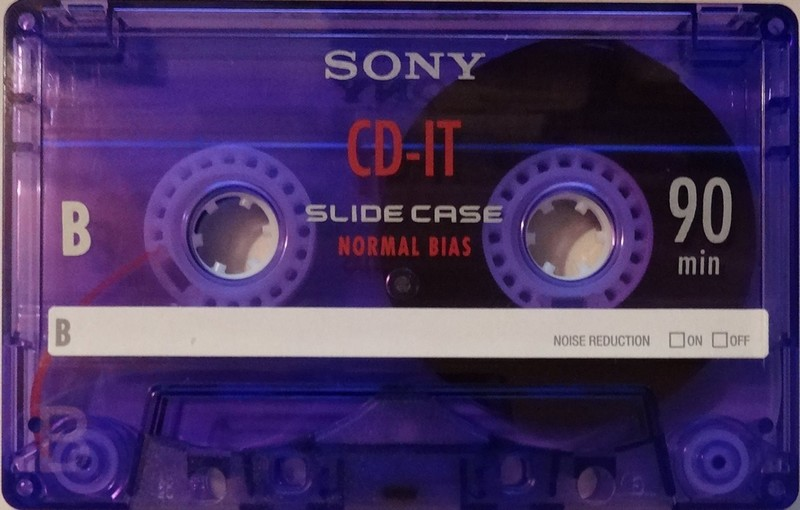 SONY
CD-IT
SLIDE CASE
NORMAL BIAS
B
90
min
B
NOISE REDUCTION ☐ ON ☐ OFF
B